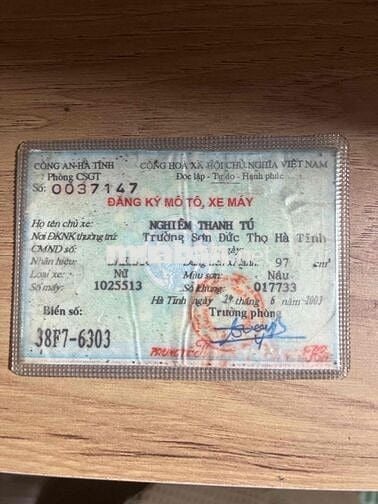 CÔNG AN-HÀ TĨNH CỘNG HOÀ XÃ HỘI CHỦ NGHĨA VIỆT NAM
Phòng CSGT Độc lập - Tự do - Hạnh phúc
Số: 0037147
ĐĂNG KÝ MÔ TÔ, XE MÁY
Họ tên chủ xe: NGHIÊM THANH TÚ
Nơi ĐKNK thường trú: Trường Sơn Đức Thọ Hà Tĩnh
CMND số:
Nhãn hiệu: 97 cm³
Loại xe: Nữ Màu sơn: Nâu
Số máy: 1025513 Số khung: 017733
Hà Tĩnh ngày tháng 6 năm 2003
Biển số: Trưởng phòng
38F7-6303